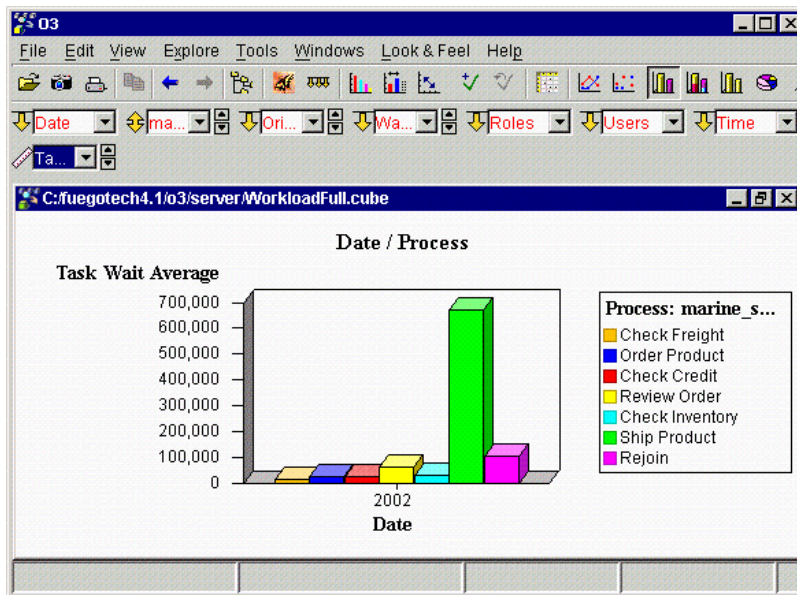 O3
File Edit View Explore Tools Windows Look & Feel Help
Date ma... Ori... Wa... Roles Users Time
Ta...
C:/fuegotech4.1/o3/server/WorkloadFull.cube
Date / Process
Task Wait Average
700,000
600,000
500,000
400,000
300,000
200,000
100,000
0
2002
Date
Process: marine_s...
Check Freight
Order Product
Check Credit
Review Order
Check Inventory
Ship Product
Rejoin